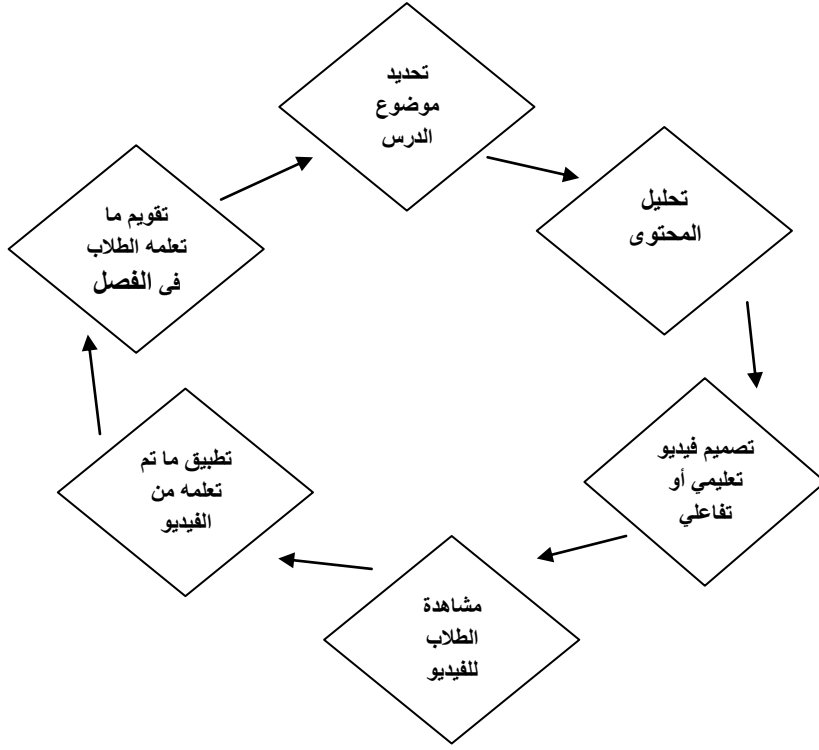 تحديد
موضوع
الدرس
تحليل
المحتوى
تصميم فيديو
تعليمي أو
تفاعلي
مشاهدة
الطلاب
للفيديو
تطبيق ما تم
تعلمه من
الفيديو
تقويم ما
تعلمه الطلاب
فى الفصل